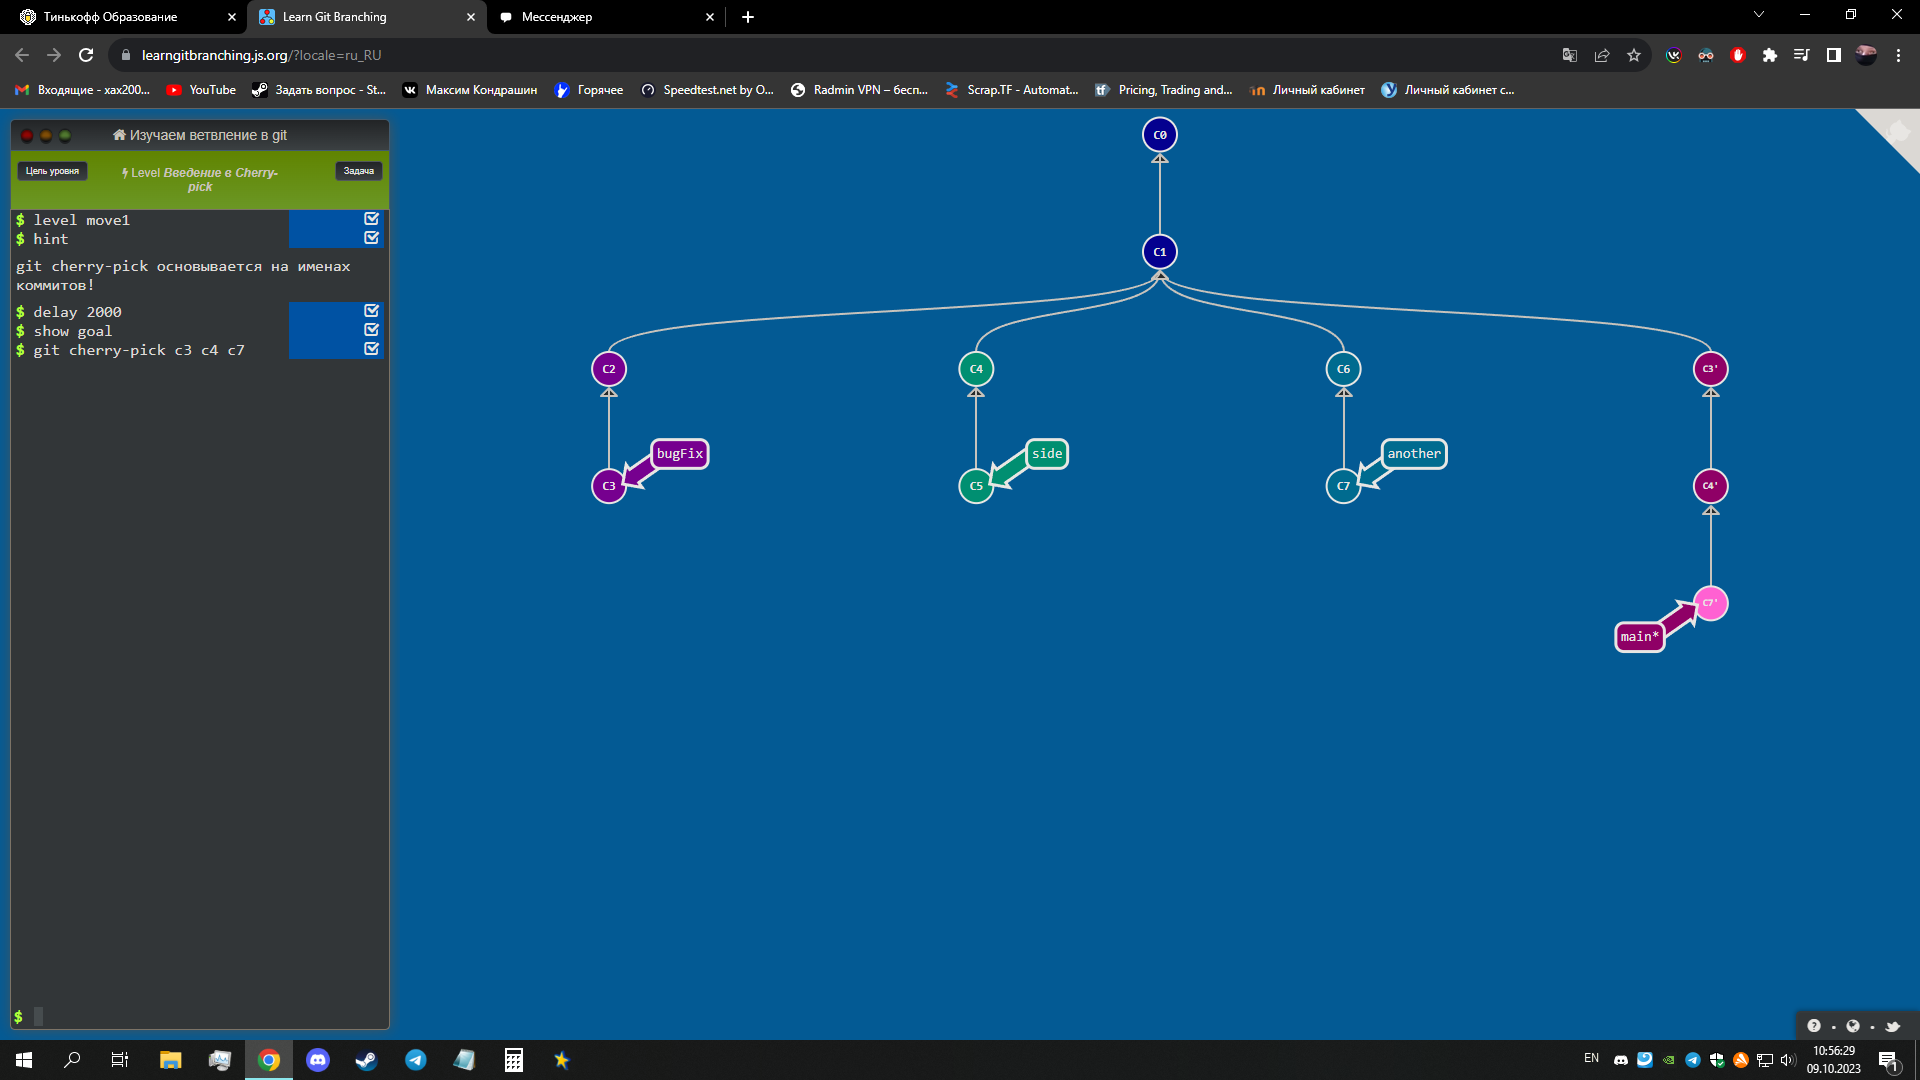 Тинькофф Образование
Learn Git Branching
Мессенджер
learngitbranching.js.org/?locale=ru_RU
Входящие - xax200...
YouTube
Задать вопрос - St...
Максим Кондрашин
Горячее
Speedtest.net by O...
Radmin VPN – бесп...
Scrap.TF - Automat...
Pricing, Trading and...
Личный кабинет
Личный кабинет с...
Изучаем ветвление в git
Цель уровня
Level Введение в Cherry-
pick
Задача
$ level move1
$ hint
git cherry-pick основывается на именах
коммитов!
$ delay 2000
$ show goal
$ git cherry-pick c3 c4 c7
$
C0
C1
C2
C4
C6
C3'
bugFix
side
another
C3
C5
C7
C4'
C7'
main*
EN
10:56:29
09.10.2023
1